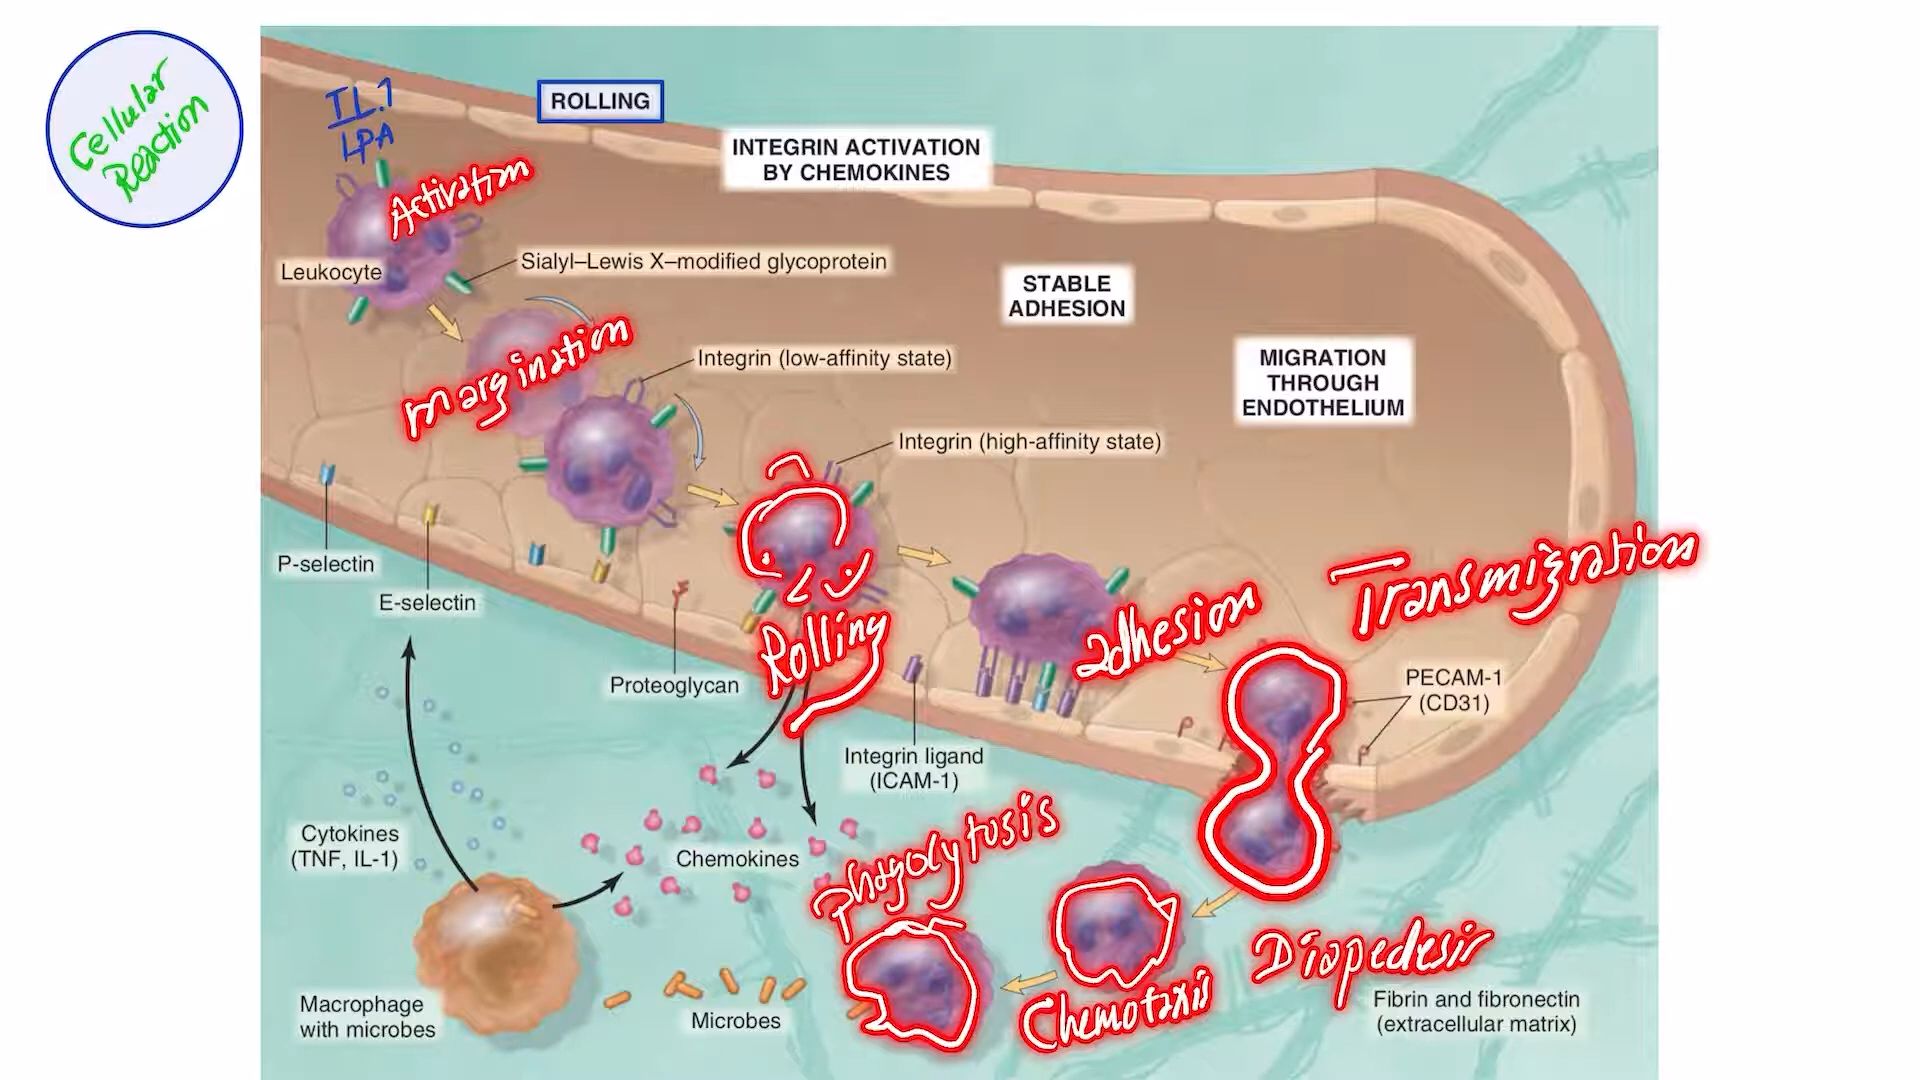 Cellular
Reaction
IL.1
LPA
ROLLING
INTEGRIN ACTIVATION
BY CHEMOKINES
Activation
Leukocyte
Sialyl–Lewis X–modified glycoprotein
STABLE
ADHESION
margination
Integrin (low-affinity state)
MIGRATION
THROUGH
ENDOTHELIUM
Integrin (high-affinity state)
P-selectin
E-selectin
Proteoglycan
Rolling
adhesion
Transmigration
PECAM-1
(CD31)
Integrin ligand
(ICAM-1)
Cytokines
(TNF, IL-1)
Chemokines
phagocytosis
Macrophage
with microbes
Microbes
Chemotaxis
Diapedesis
Fibrin and fibronectin
(extracellular matrix)